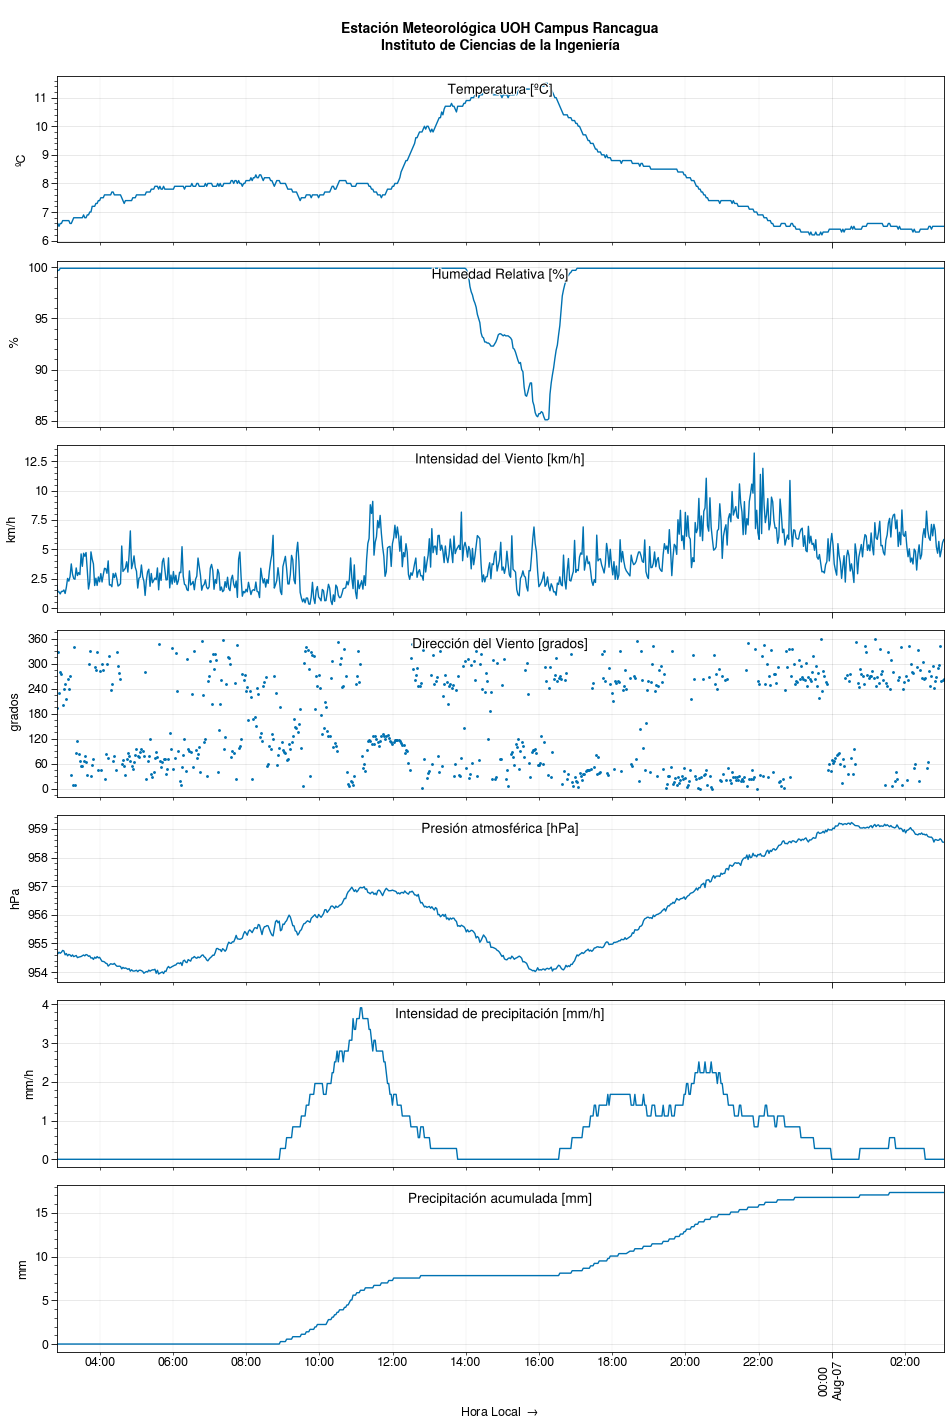 Estación Meteorológica UOH Campus Rancagua
Instituto de Ciencias de la Ingeniería
Temperatura [ºC]
ºC
11
10
9
8
7
6
Humedad Relativa [%]
%
100
95
90
85
Intensidad del Viento [km/h]
km/h
12.5
10
7.5
5
2.5
0
Dirección del Viento [grados]
grados
360
300
240
180
120
60
0
Presión atmosférica [hPa]
hPa
959
958
957
956
955
954
Intensidad de precipitación [mm/h]
mm/h
4
3
2
1
0
Precipitación acumulada [mm]
mm
15
10
5
0
04:00 06:00 08:00 10:00 12:00 14:00 16:00 18:00 20:00 22:00 00:00 02:00
Aug-07
Hora Local →